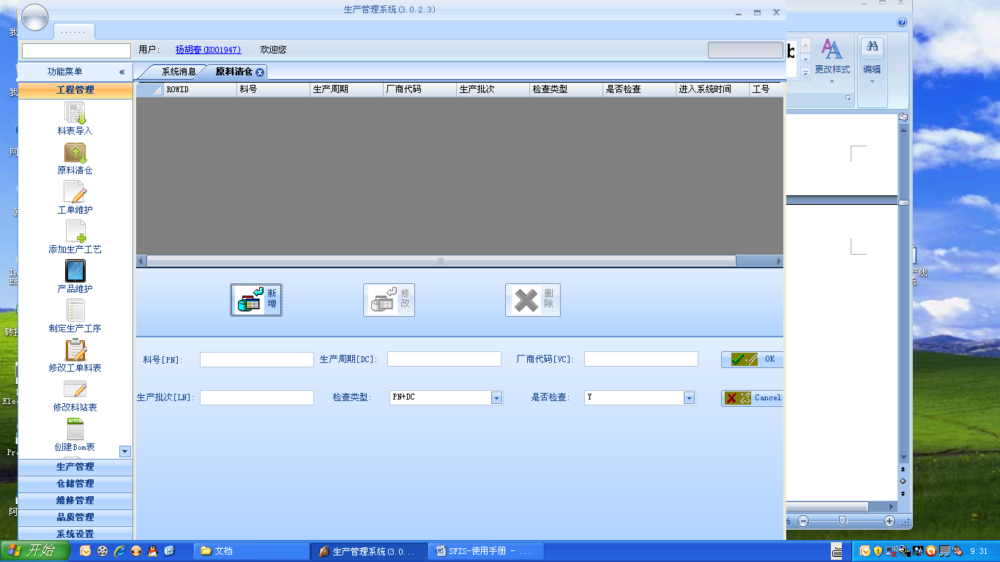 生产管理系统(3.0.2.3)
......
用户: 杨胡春(K001947) 欢迎您
更改样式
编辑
功能菜单 «
系统消息
原料清仓
工程管理
ROWID 料号 生产周期 厂商代码 生产批次 检查类型 是否检查 进入系统时间 工号
料表导入
原料清仓
工单维护
添加生产工艺
产品维护
制定生产工序
修改工单料表
修改料站表
AUTO
创建Bom表
新增
修改
删除
料号[PN]: 生产周期[DC]: 厂商代码[VC]: OK
生产批次[LN]: 检查类型: PN+DC 是否检查: Y Cancel
生产管理
仓储管理
维修管理
品质管理
系统设置
开始
文档
生产管理系统(3.0...
SFIS-使用手册 - ...
9:31